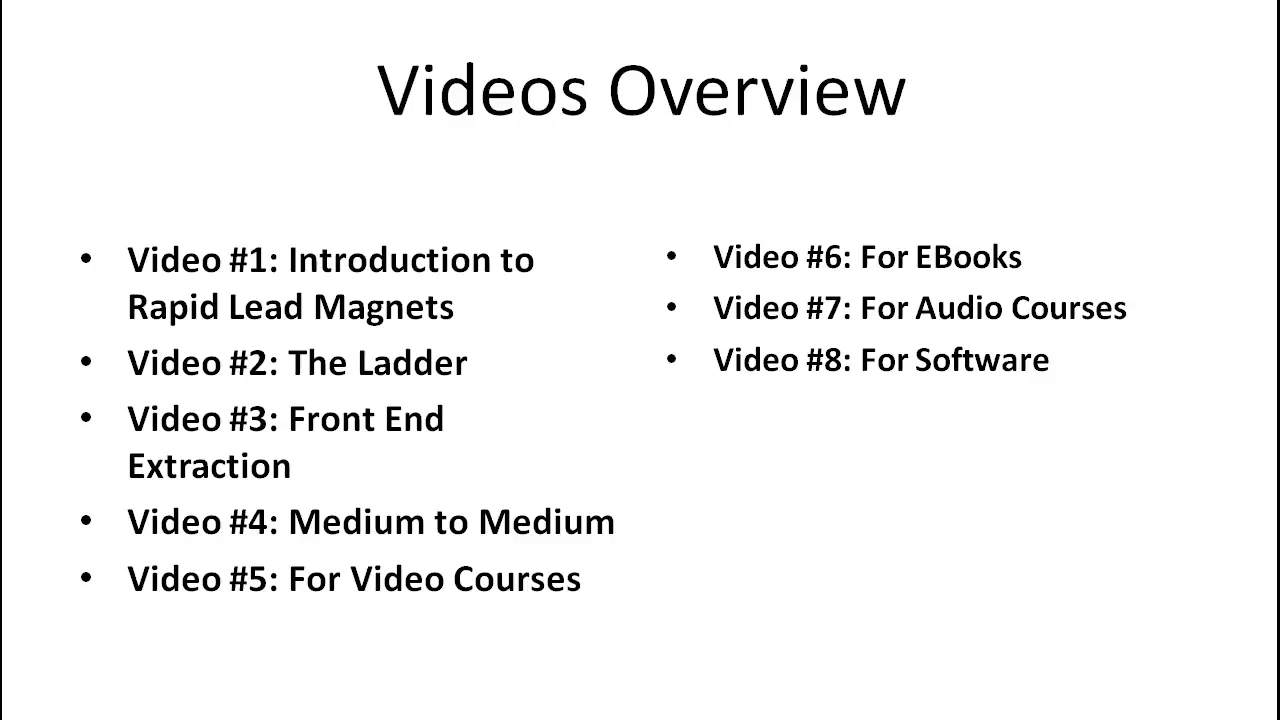 Videos Overview
• Video #1: Introduction to
Rapid Lead Magnets
• Video #2: The Ladder
• Video #3: Front End
Extraction
• Video #4: Medium to Medium
• Video #5: For Video Courses
• Video #6: For EBooks
• Video #7: For Audio Courses
• Video #8: For Software